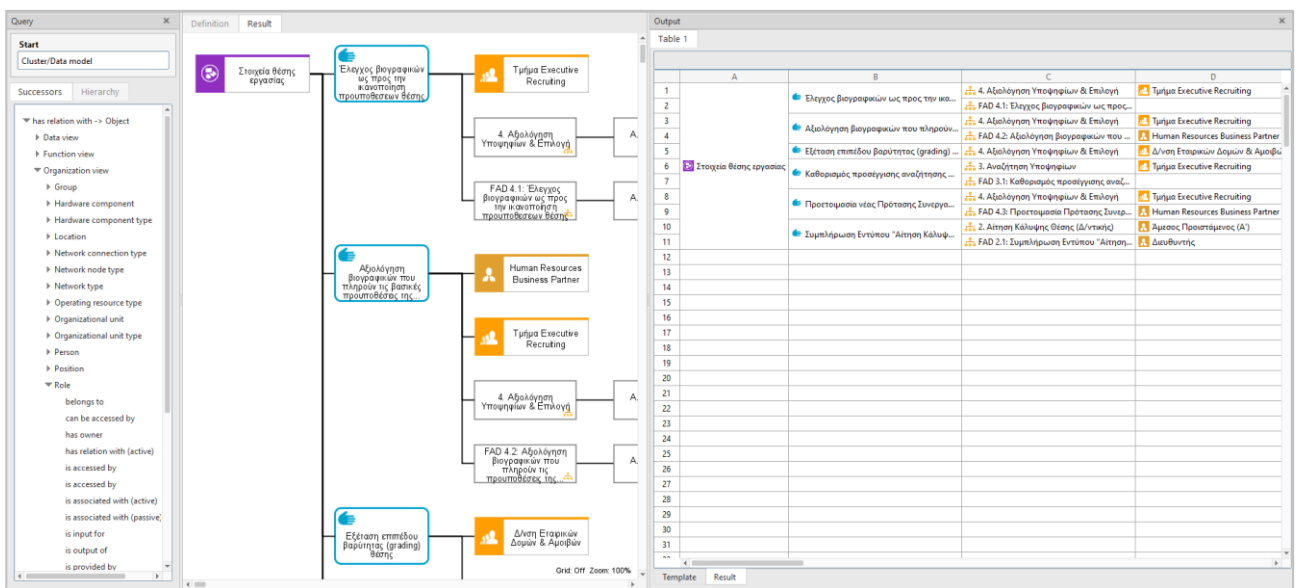 Query
Start
Cluster/Data model
Successors Hierarchy
has relation with -> Object
Data view
Function view
Organization view
Group
Hardware component
Hardware component type
Location
Network connection type
Network node type
Network type
Operating resource type
Organizational unit
Organizational unit type
Person
Position
Role
belongs to
can be accessed by
has owner
has relation with (active)
is accessed by
is accessed by
is associated with (active)
is associated with (passive)
is input for
is output of
is provided by
Definition Result
Στοιχεία θέσης
εργασίας
Έλεγχος βιογραφικών
ως προς την
ικανοποίηση
προυποθεσεων θέσης
Τμήμα Executive
Recruiting
4. Αξιολόγηση
Υποψηφίων & Επιλογή
Α.
FAD 4.1: Έλεγχος
βιογραφικών ως προς
την ικανοποίηση
προυποθεσεων θέσης
Α.
Αξιολόγηση
βιογραφικών που
πληρούν τις βασικές
προυποθέσεις της...
Human Resources
Business Partner
Τμήμα Executive
Recruiting
4. Αξιολόγηση
Υποψηφίων & Επιλογή
Α.
FAD 4.2: Αξιολόγηση
βιογραφικών που
πληρούν τις
προυποθέσεις της...
Α.
Εξέταση επιπέδου
βαρύτητας (grading)
θέσης
Δ/νση Εταιρικών
Δομών & Αμοιβών
Grid: Off Zoom: 100%
Output
Table 1
A B C D
1 Στοιχεία θέσης εργασίας Έλεγχος βιογραφικών ως προς την ικα... 4. Αξιολόγηση Υποψηφίων & Επιλογή Τμήμα Executive Recruiting
2 FAD 4.1: Έλεγχος βιογραφικών ως προς...
3 Αξιολόγηση βιογραφικών που πληρούν... 4. Αξιολόγηση Υποψηφίων & Επιλογή Τμήμα Executive Recruiting
4 FAD 4.2: Αξιολόγηση βιογραφικών που ... Human Resources Business Partner
5 Εξέταση επιπέδου βαρύτητας (grading) ... 4. Αξιολόγηση Υποψηφίων & Επιλογή Δ/νση Εταιρικών Δομών & Αμοιβώ
6 Καθορισμός προσέγγισης αναζήτησης ... 3. Αναζήτηση Υποψηφίων Τμήμα Executive Recruiting
7 FAD 3.1: Καθορισμός προσέγγισης αναζ...
8 Προετοιμασία νέας Πρότασης Συνεργα... 4. Αξιολόγηση Υποψηφίων & Επιλογή Τμήμα Executive Recruiting
9 FAD 4.3: Προετοιμασία Πρότασης Συνερ... Human Resources Business Partner
10 Συμπλήρωση Εντύπου "Αίτηση Κάλυψ... 2. Αίτηση Κάλυψης Θέσης (Δ/ντικής) Άμεσος Προιστάμενος (Α')
11 FAD 2.1: Συμπλήρωση Εντύπου "Αίτηση... Διευθυντής
12
13
14
15
16
17
18
19
20
21
22
23
24
25
26
27
28
29
30
31
Template Result